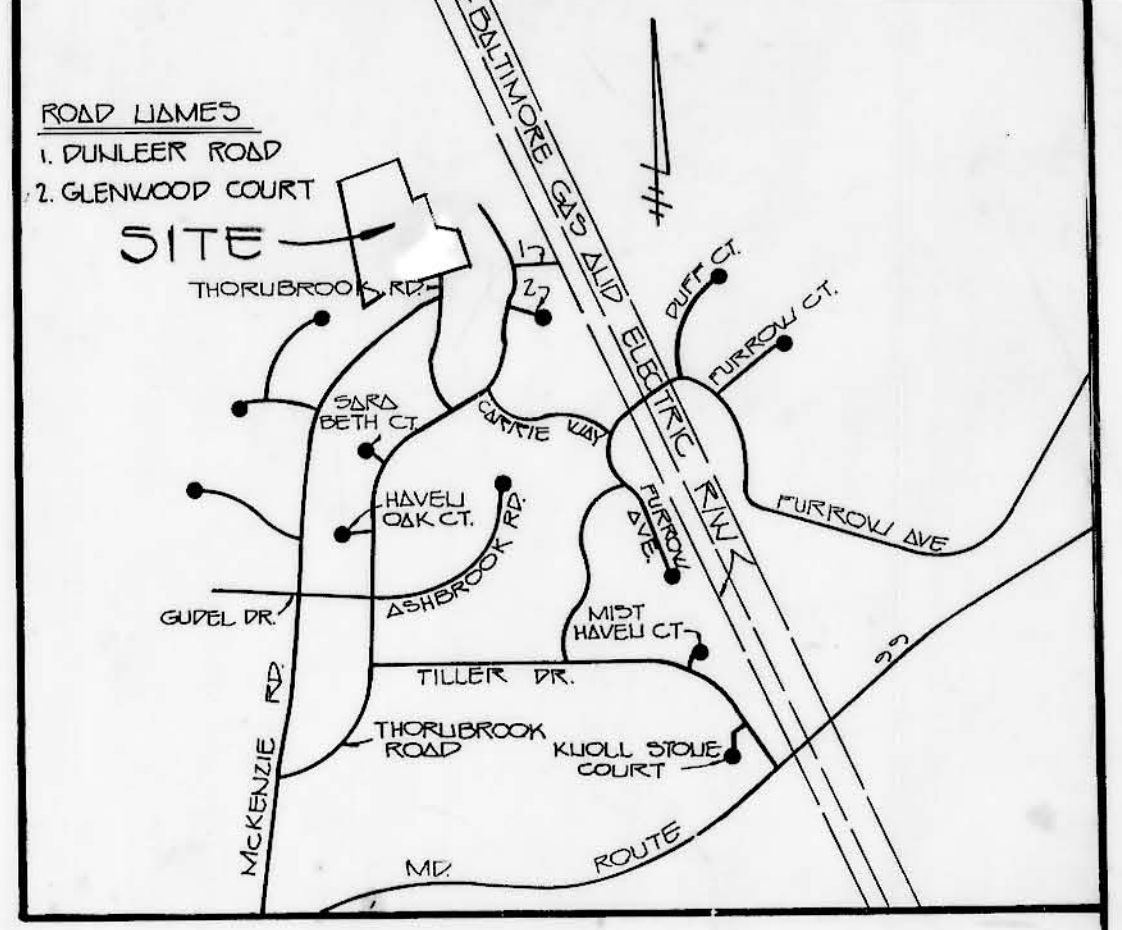 ROAD NAMES
1. DUNLEER ROAD
2. GLENWOOD COURT
SITE
THORNBROOK RD.
BALTIMORE GAS AND ELECTRIC R/W
1
2
DUFF CT.
FURROW CT.
SARA
BETH CT.
CARRIE WAY
HAVEN
OAK CT.
ASHBROOK RD.
FURROW
AVE.
FURROW AVE
GUDEL DR.
MIST
HAVEN CT
99
TILLER DR.
McKENZIE RD.
THORNBROOK
ROAD
KNOLL STONE
COURT
MD. ROUTE